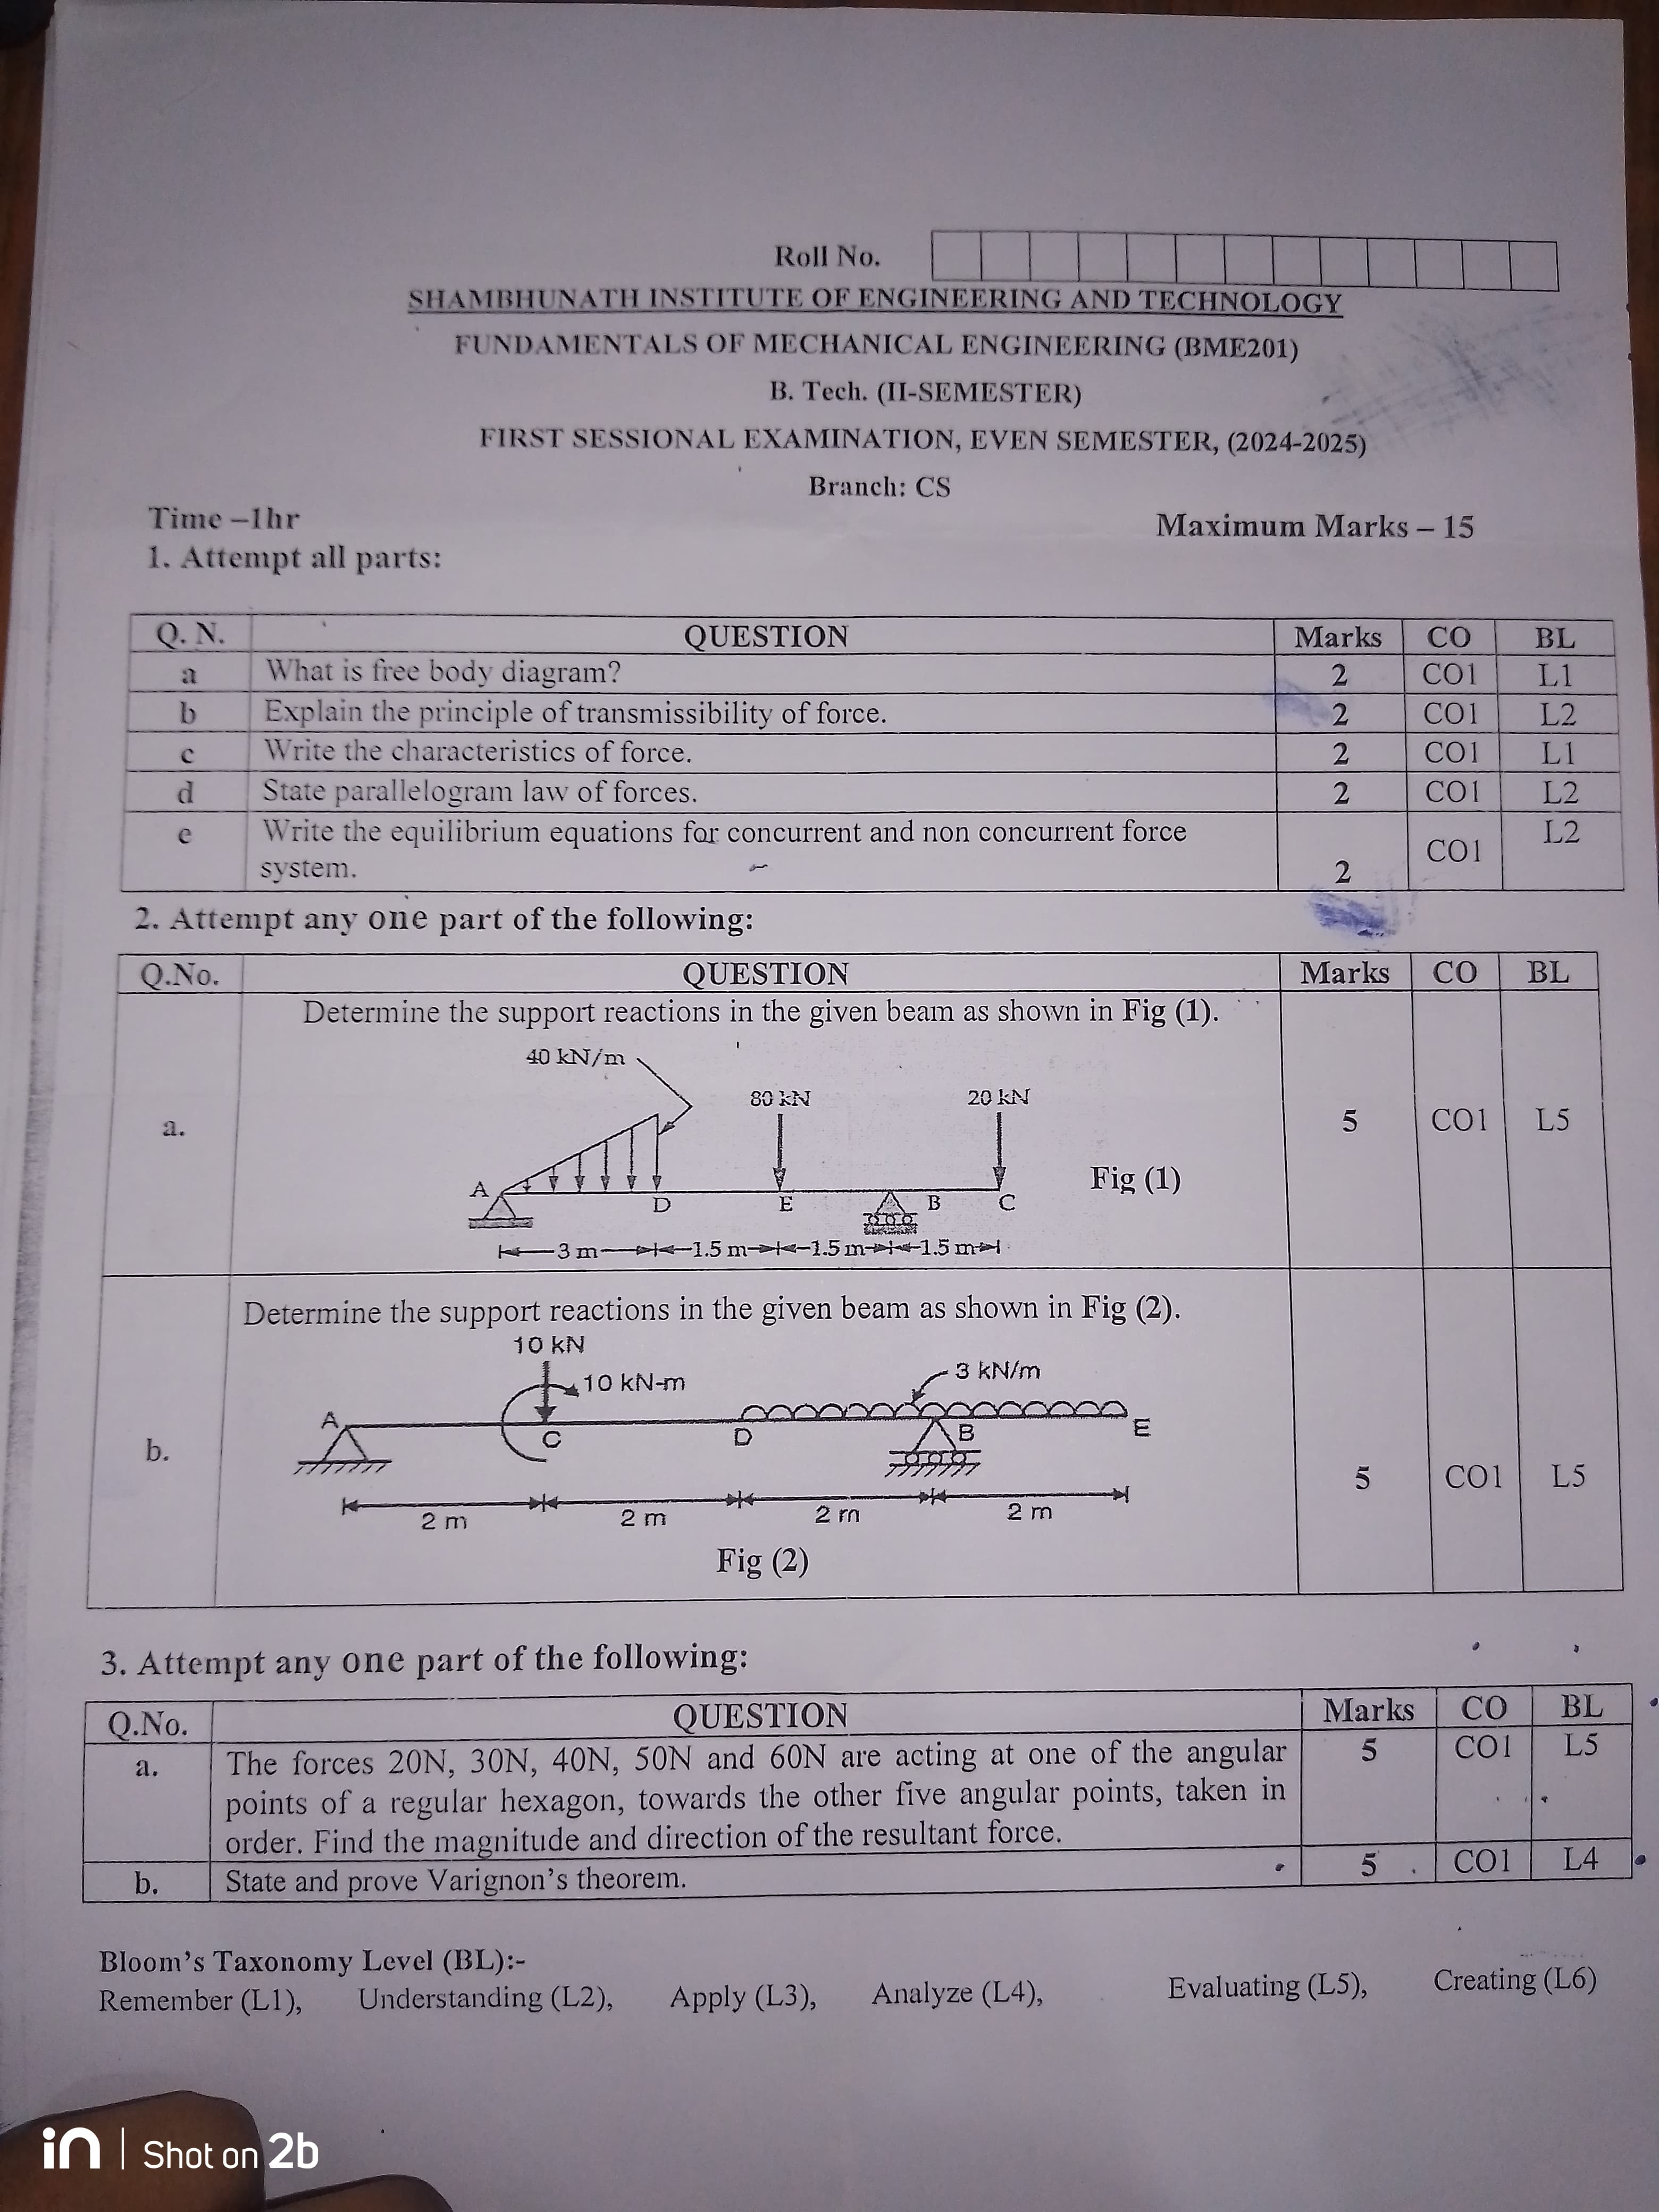 Roll No.
SHAMBHUNATH INSTITUTE OF ENGINEERING AND TECHNOLOGY
FUNDAMENTALS OF MECHANICAL ENGINEERING (BME201)
B. Tech. (II-SEMESTER)
FIRST SESSIONAL EXAMINATION, EVEN SEMESTER, (2024-2025)
Branch: CS
Time –1hr Maximum Marks – 15
1. Attempt all parts:
Q. N. QUESTION Marks CO BL
a What is free body diagram? 2 CO1 L1
b Explain the principle of transmissibility of force. 2 CO1 L2
c Write the characteristics of force. 2 CO1 L1
d State parallelogram law of forces. 2 CO1 L2
e Write the equilibrium equations for concurrent and non concurrent force
system. 2 CO1 L2
2. Attempt any one part of the following:
Q.No. QUESTION Marks CO BL
Determine the support reactions in the given beam as shown in Fig (1).
40 kN/m
80 kN 20 kN
a. 5 CO1 L5
Fig (1)
A D E B C
3 m 1.5 m 1.5 m 1.5 m
Determine the support reactions in the given beam as shown in Fig (2).
10 kN
10 kN-m 3 kN/m
A C D B E
b. 5 CO1 L5
2 m 2 m 2 m 2 m
Fig (2)
3. Attempt any one part of the following:
Q.No. QUESTION Marks CO BL
a. The forces 20N, 30N, 40N, 50N and 60N are acting at one of the angular 5 CO1 L5
points of a regular hexagon, towards the other five angular points, taken in
order. Find the magnitude and direction of the resultant force.
b. State and prove Varignon's theorem. 5 CO1 L4
Bloom's Taxonomy Level (BL):-
Remember (L1), Understanding (L2), Apply (L3), Analyze (L4), Evaluating (L5), Creating (L6)
in | Shot on 2b